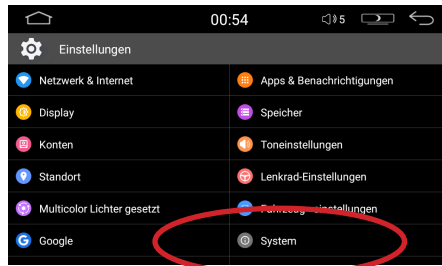 00:54
5
Einstellungen
Netzwerk & Internet
Apps & Benachrichtigungen
Display
Speicher
Konten
Toneinstellungen
Standort
Lenkrad-Einstellungen
Multicolor Lichter gesetzt
Google
System